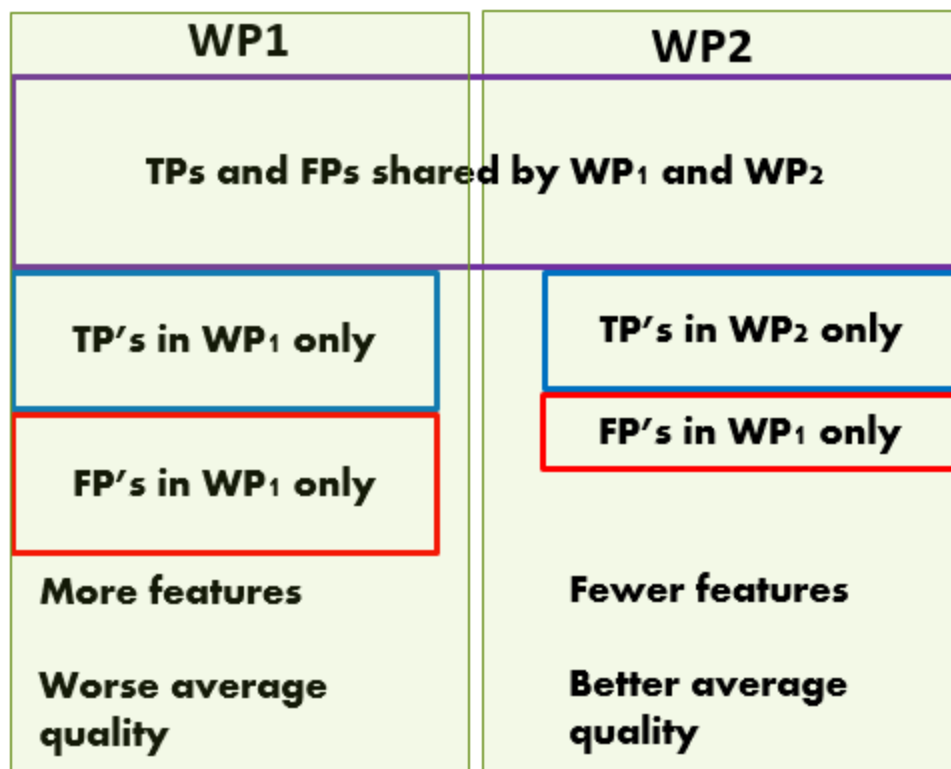 WP1
WP2
TPs and FPs shared by WP1 and WP2
TP's in WP1 only
FP's in WP1 only
More features
Worse average
quality
TP's in WP2 only
FP's in WP1 only
Fewer features
Better average
quality